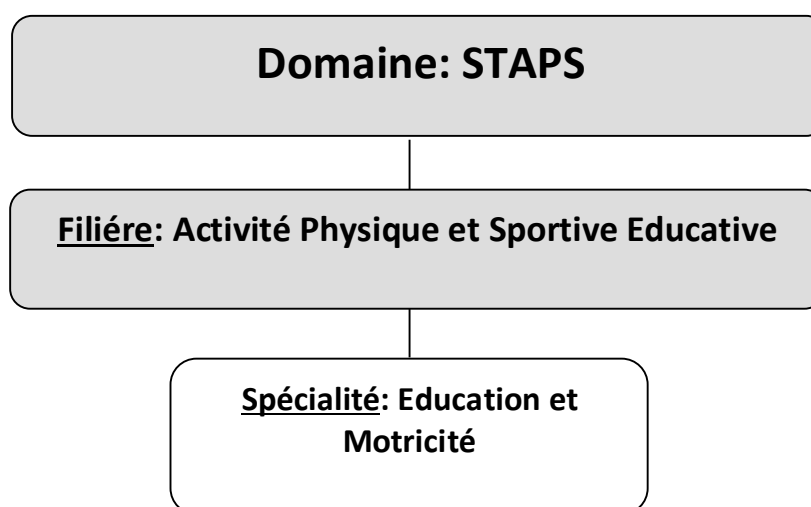 Domaine: STAPS
Filiére: Activité Physique et Sportive Educative
Spécialité: Education et
Motricité